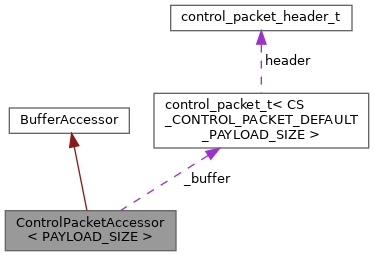 control_packet_header_t
header
control_packet_t< CS
_CONTROL_PACKET_DEFAULT
_PAYLOAD_SIZE >
BufferAccessor
_buffer
ControlPacketAccessor
< PAYLOAD_SIZE >